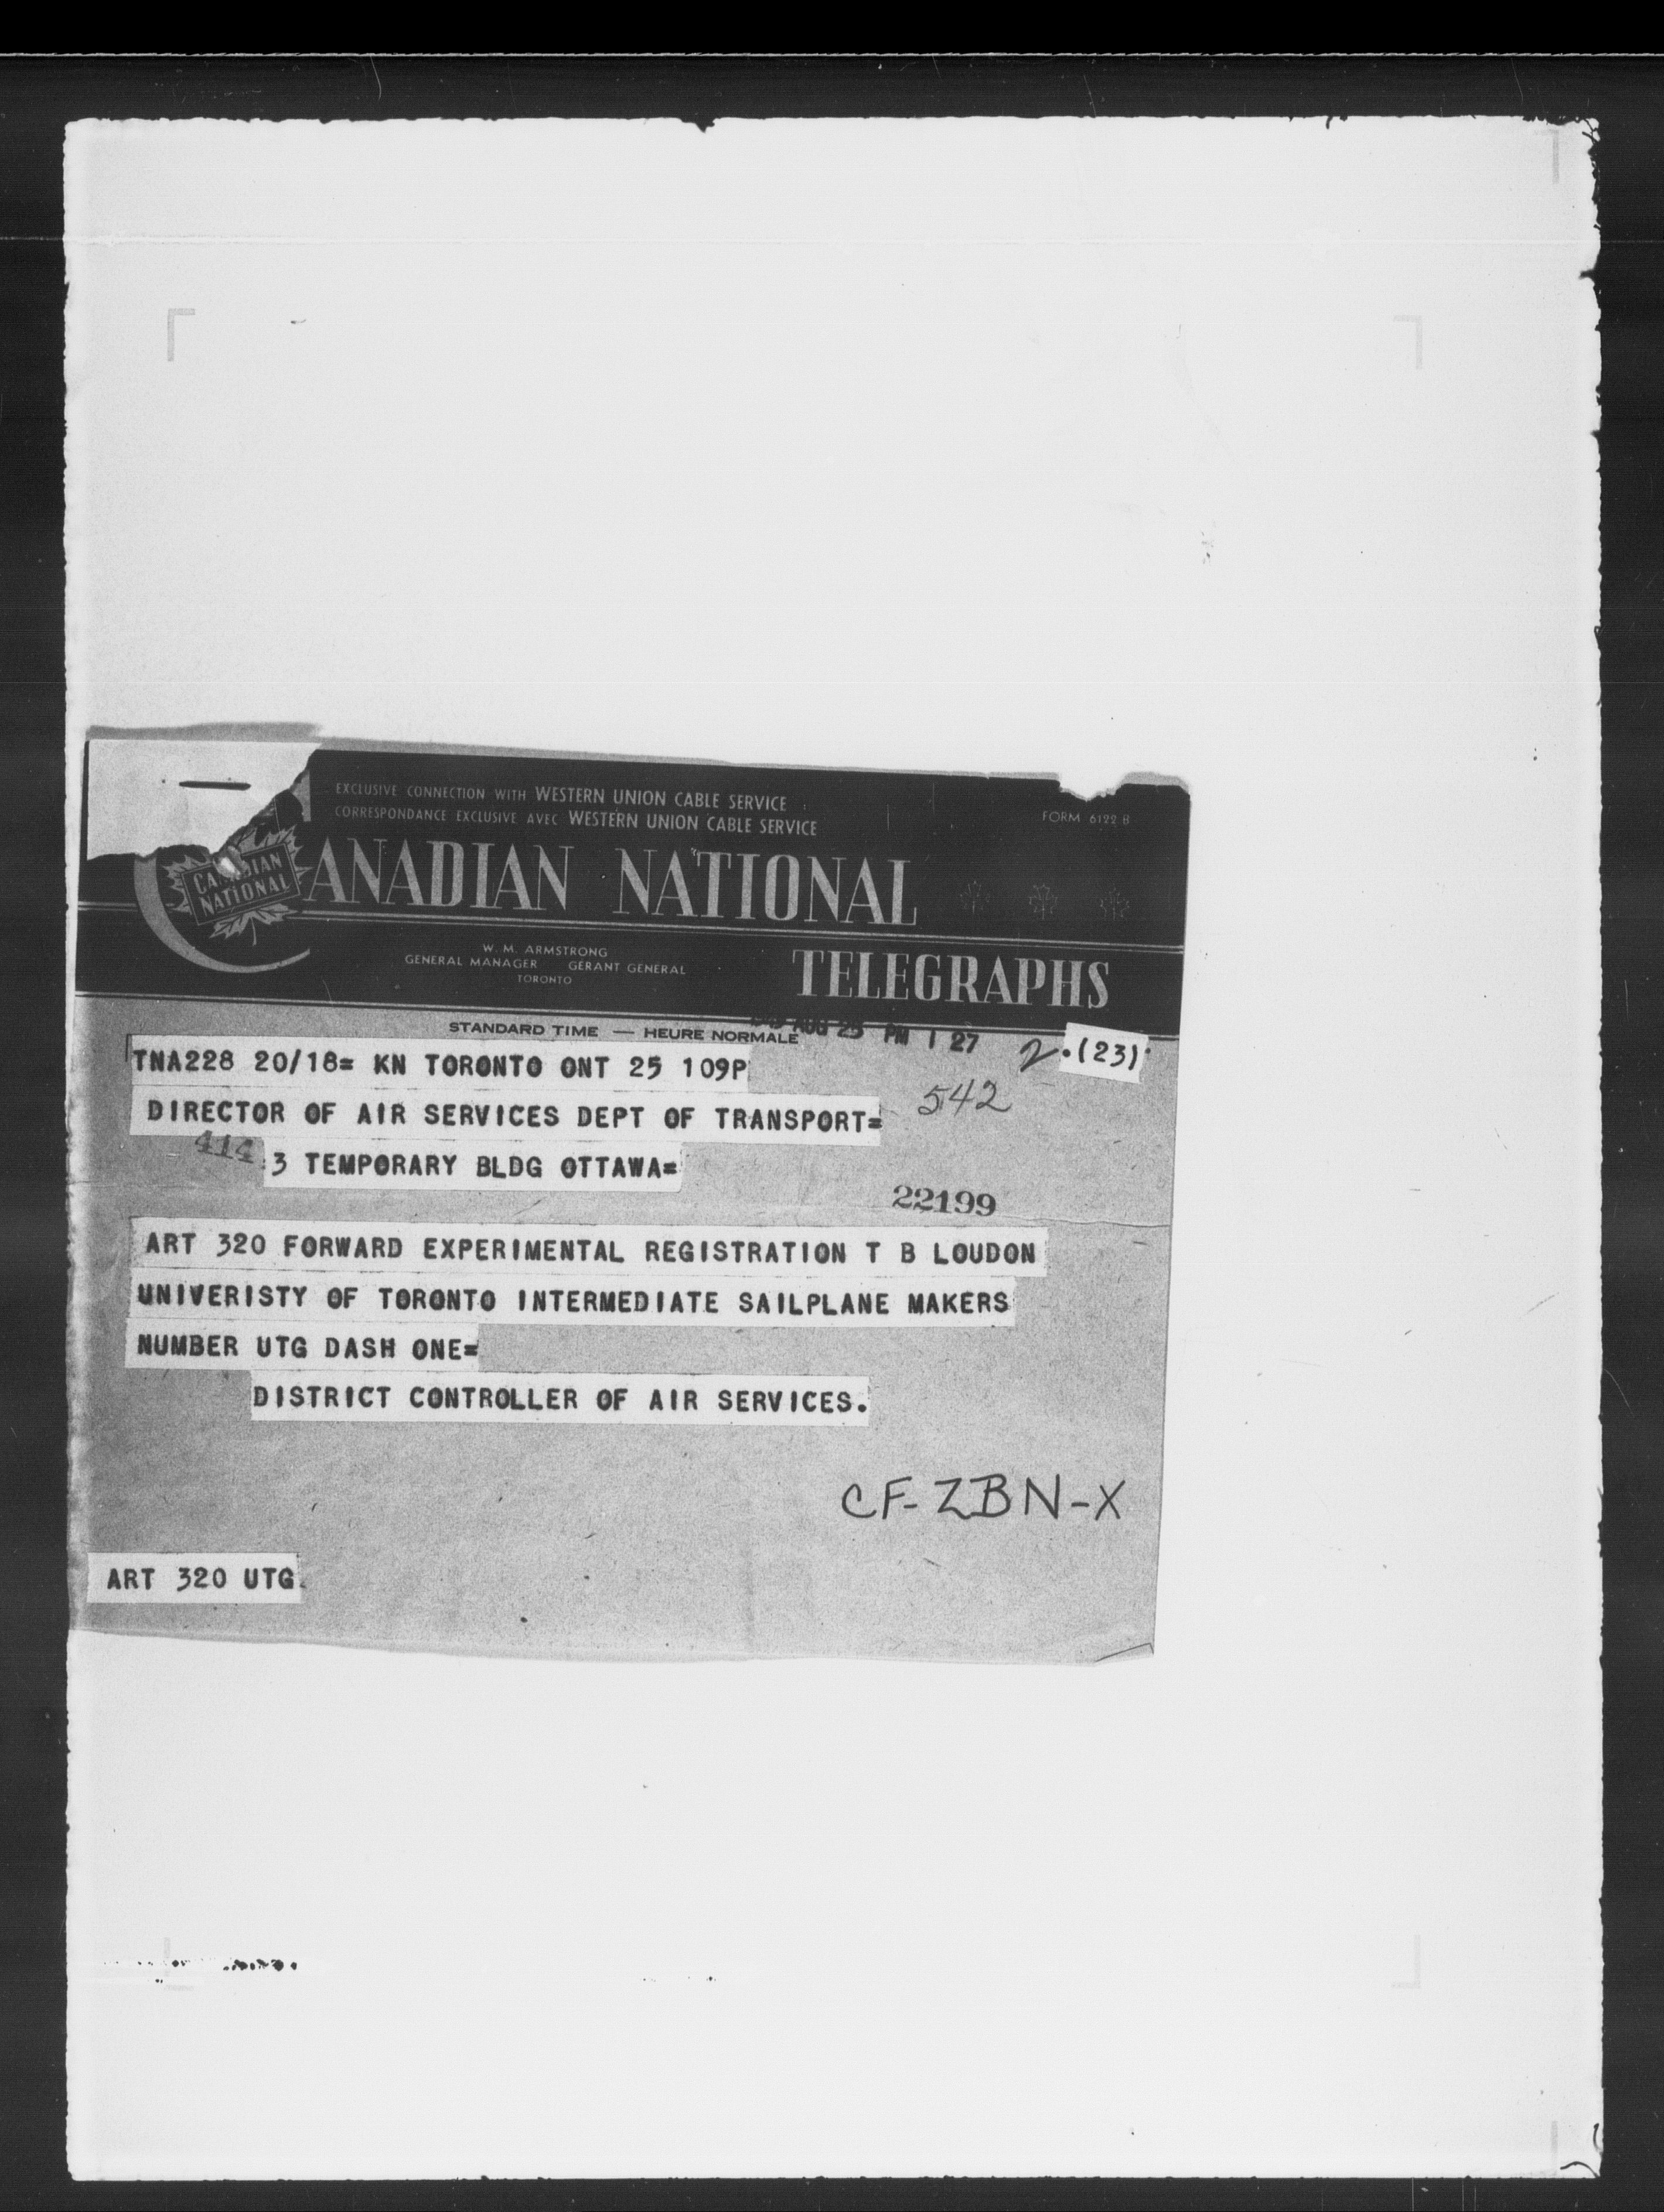 EXCLUSIVE CONNECTION WITH WESTERN UNION CABLE SERVICE
CORRESPONDANCE EXCLUSIVE AVEC WESTERN UNION CABLE SERVICE
FORM 6122 B
CANADIAN NATIONAL
CANADIAN NATIONAL
TELEGRAPHS
W. M. ARMSTRONG
GENERAL MANAGER GÉRANT GENERAL
TORONTO
STANDARD TIME — HEURE NORMALE
AUG 25 PM 1 27
2.(23)
TNA228 20/18= KN TORONTO ONT 25 109P
542
DIRECTOR OF AIR SERVICES DEPT OF TRANSPORT=
414 3 TEMPORARY BLDG OTTAWA=
22199
ART 320 FORWARD EXPERIMENTAL REGISTRATION T B LOUDON
UNIVERISTY OF TORONTO INTERMEDIATE SAILPLANE MAKERS
NUMBER UTG DASH ONE=
DISTRICT CONTROLLER OF AIR SERVICES.
CF-ZBN-X
ART 320 UTG.